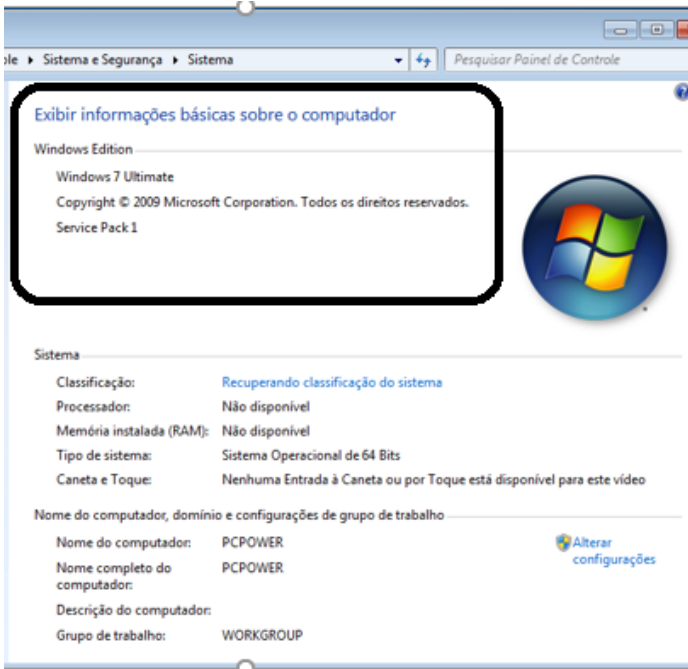 ole ▸ Sistema e Segurança ▸ Sistema
Pesquisar Painel de Controle
Exibir informações básicas sobre o computador
Windows Edition
Windows 7 Ultimate
Copyright © 2009 Microsoft Corporation. Todos os direitos reservados.
Service Pack 1
Sistema
Classificação: Recuperando classificação do sistema
Processador: Não disponível
Memória instalada (RAM): Não disponível
Tipo de sistema: Sistema Operacional de 64 Bits
Caneta e Toque: Nenhuma Entrada à Caneta ou por Toque está disponível para este vídeo
Nome do computador, domínio e configurações de grupo de trabalho
Nome do computador: PCPOWER
Alterar
configurações
Nome completo do
computador: PCPOWER
Descrição do computador:
Grupo de trabalho: WORKGROUP